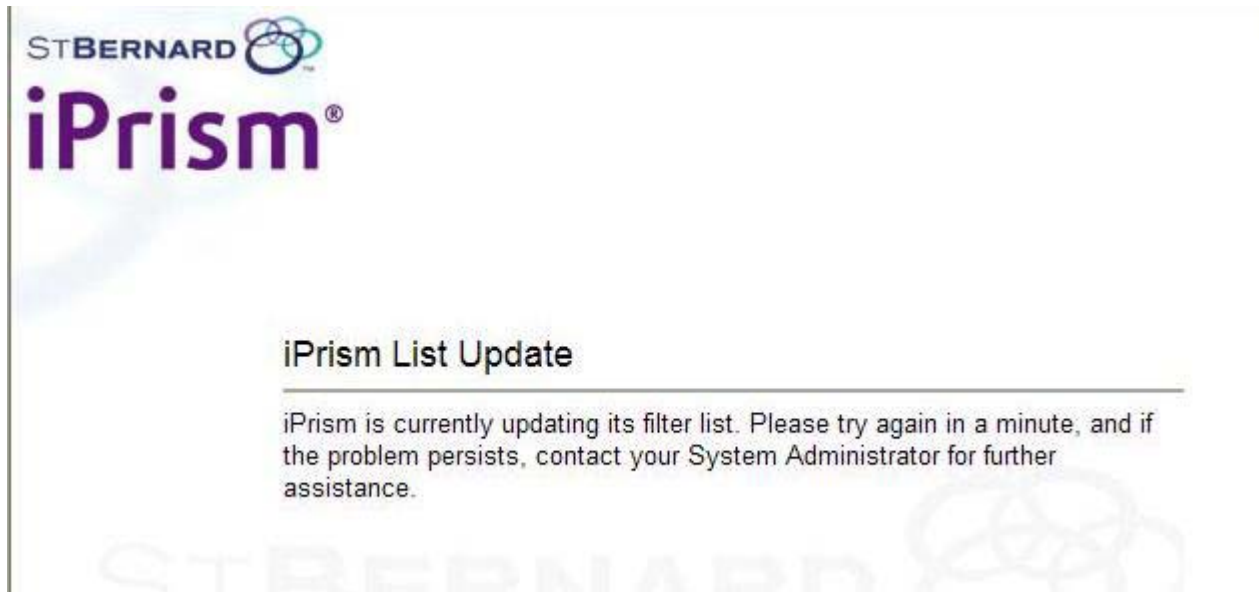 STBERNARD™
iPrism®
iPrism List Update
iPrism is currently updating its filter list. Please try again in a minute, and if
the problem persists, contact your System Administrator for further
assistance.
STBERNARD